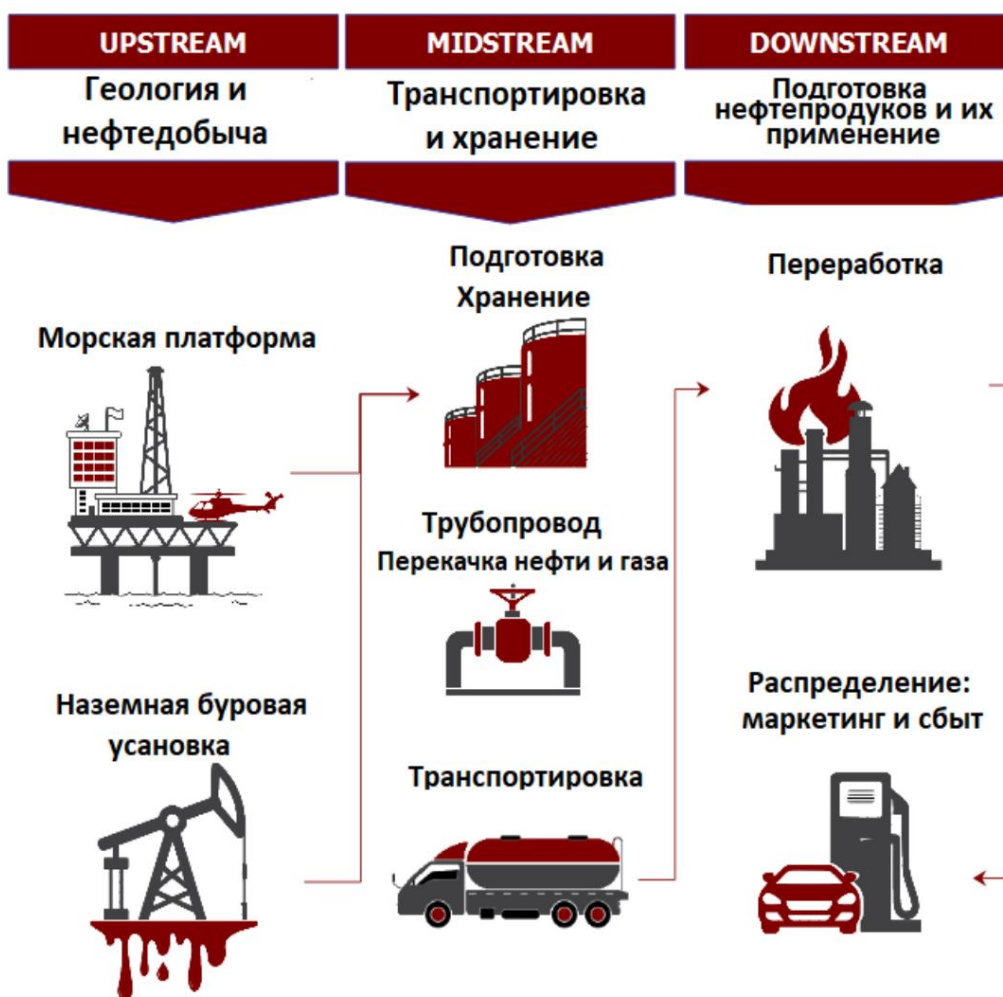 UPSTREAM
Геология и
нефтедобыча
MIDSTREAM
Транспортировка
и хранение
DOWNSTREAM
Подготовка
нефтепродуков и их
применение
Морская платформа
Наземная буровая
усановка
Подготовка
Хранение
Трубопровод
Перекачка нефти и газа
Транспортировка
Переработка
Распределение:
маркетинг и сбыт